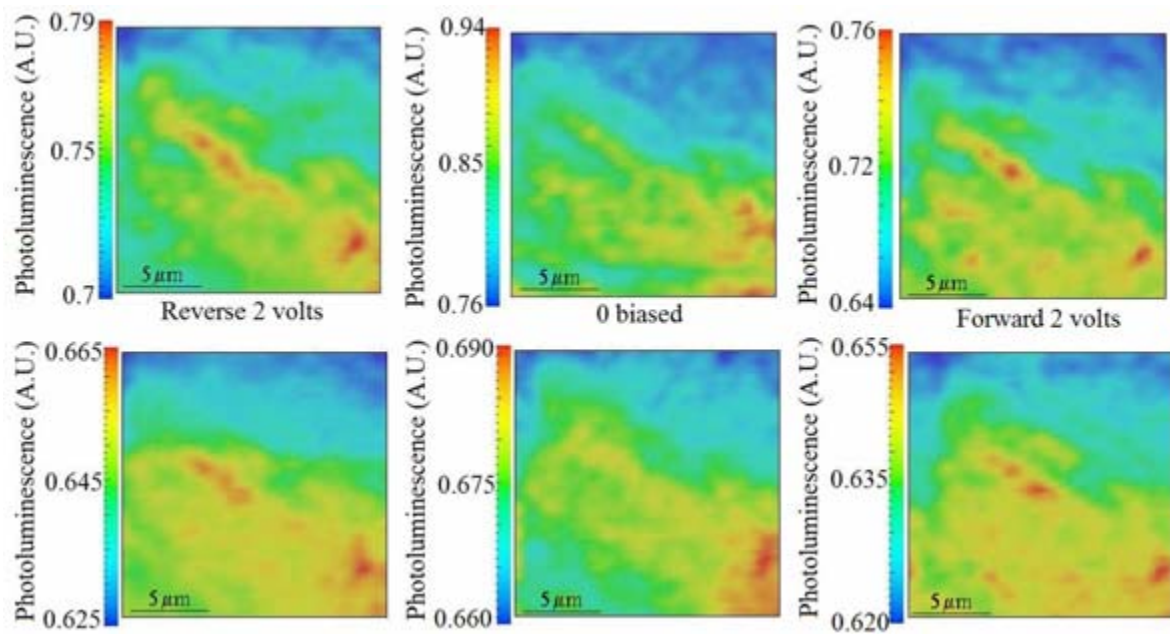 Photoluminescence (A.U.)
0.79
0.75
0.7
5 μm
Reverse 2 volts
Photoluminescence (A.U.)
0.94
0.85
0.76
5 μm
0 biased
Photoluminescence (A.U.)
0.76
0.72
0.64
5 μm
Forward 2 volts
Photoluminescence (A.U.)
0.665
0.645
0.625
5 μm
Photoluminescence (A.U.)
0.690
0.675
0.660
5 μm
Photoluminescence (A.U.)
0.655
0.635
0.620
5 μm